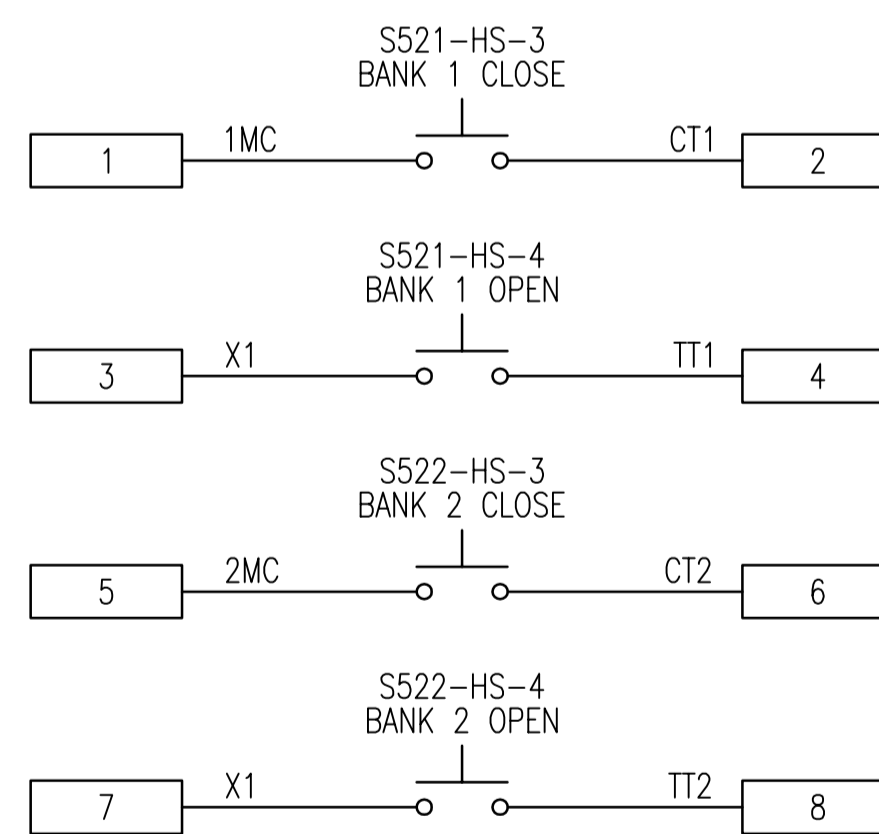 S521-HS-3
BANK 1 CLOSE
1 1MC CT1 2
S521-HS-4
BANK 1 OPEN
3 X1 TT1 4
S522-HS-3
BANK 2 CLOSE
5 2MC CT2 6
S522-HS-4
BANK 2 OPEN
7 X1 TT2 8